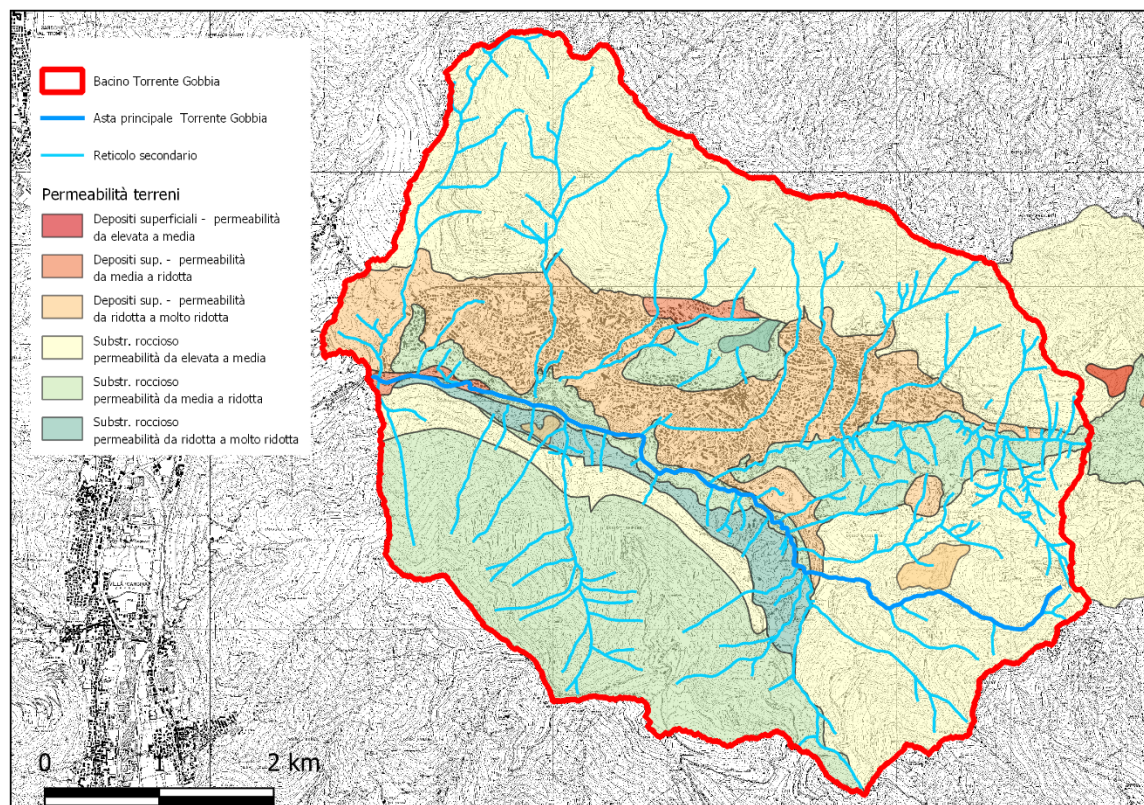 Bacino Torrente Gobbia
Asta principale Torrente Gobbia
Reticolo secondario
Permeabilità terreni
Depositi superficiali - permeabilità
da elevata a media
Depositi sup. - permeabilità
da media a ridotta
Depositi sup. - permeabilità
da ridotta a molto ridotta
Substr. roccioso
permeabilità da elevata a media
Substr. roccioso
permeabilità da media a ridotta
Substr. roccioso
permeabilità da ridotta a molto ridotta
0 1 2 km